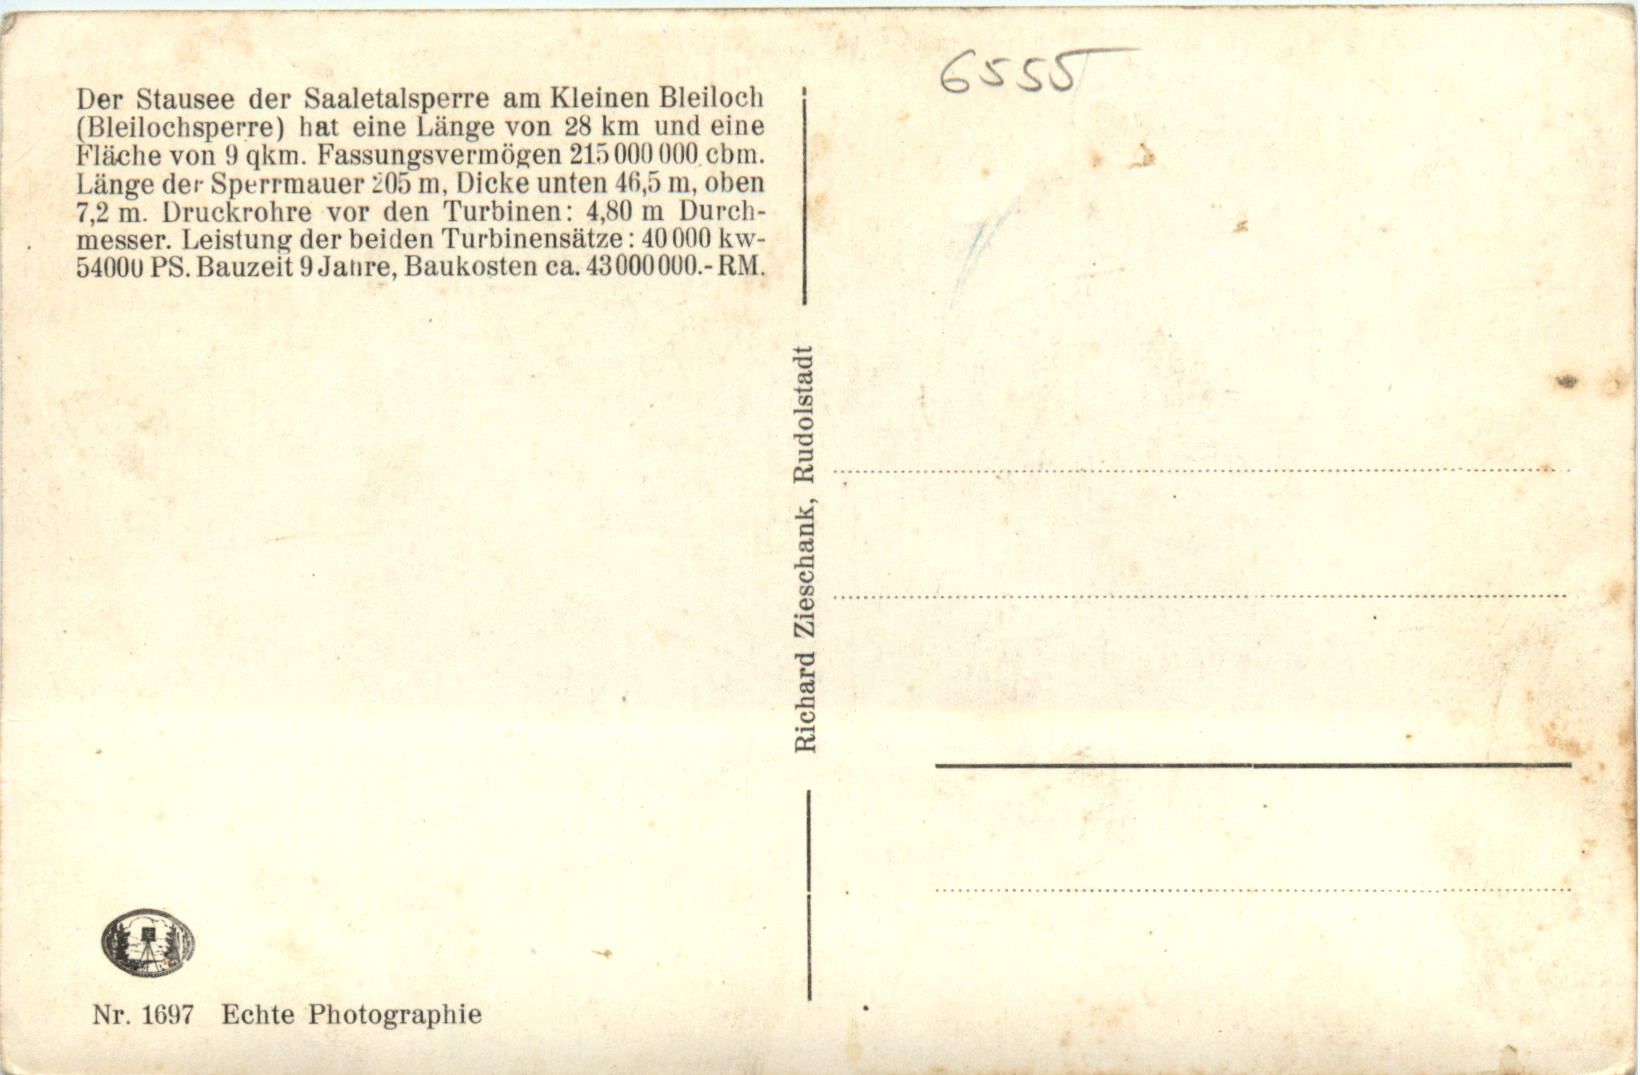 Der Stausee der Saaletalsperre am Kleinen Bleiloch
(Bleilochsperre) hat eine Länge von 28 km und eine
Fläche von 9 qkm. Fassungsvermögen 215 000 000 cbm.
Länge der Sperrmauer 205 m, Dicke unten 46,5 m, oben
7,2 m. Druckrohre vor den Turbinen: 4,80 m Durch-
messer. Leistung der beiden Turbinensätze: 40 000 kw-
54000 PS. Bauzeit 9 Jahre, Baukosten ca. 43 000 000.- RM.
Nr. 1697 Echte Photographie
Richard Zieschank, Rudolstadt
6555